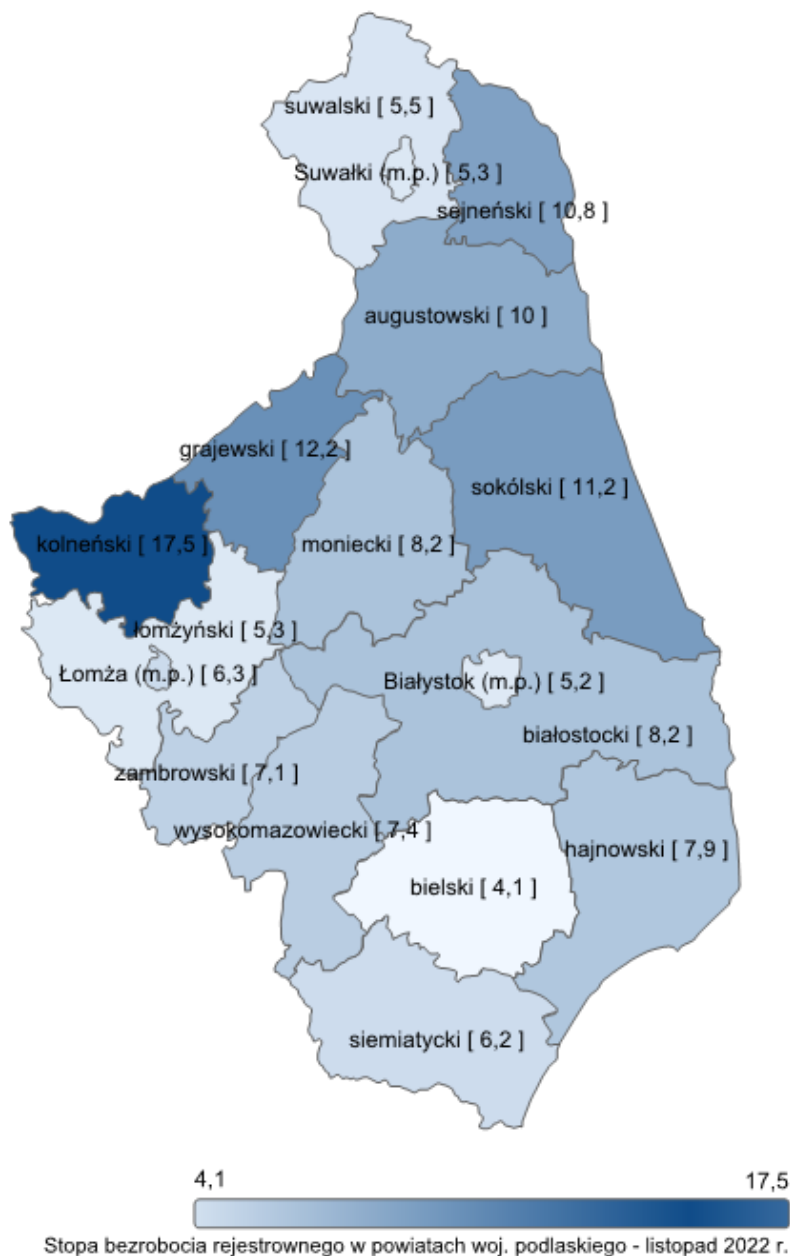 suwalski [ 5,5 ]
Suwałki (m.p.) [ 5,3 ]
sejneński [ 10,8 ]
augustowski [ 10 ]
grajewski [ 12,2 ]
sokólski [ 11,2 ]
kolneński [ 17,5 ]
moniecki [ 8,2 ]
łomżyński [ 5,3 ]
Łomża (m.p.) [ 6,3 ]
Białystok (m.p.) [ 5,2 ]
białostocki [ 8,2 ]
zambrowski [ 7,1 ]
wysokomazowiecki [ 7,4 ]
hajnowski [ 7,9 ]
bielski [ 4,1 ]
siemiatycki [ 6,2 ]
4,1 17,5
Stopa bezrobocia rejestrownego w powiatach woj. podlaskiego - listopad 2022 r.